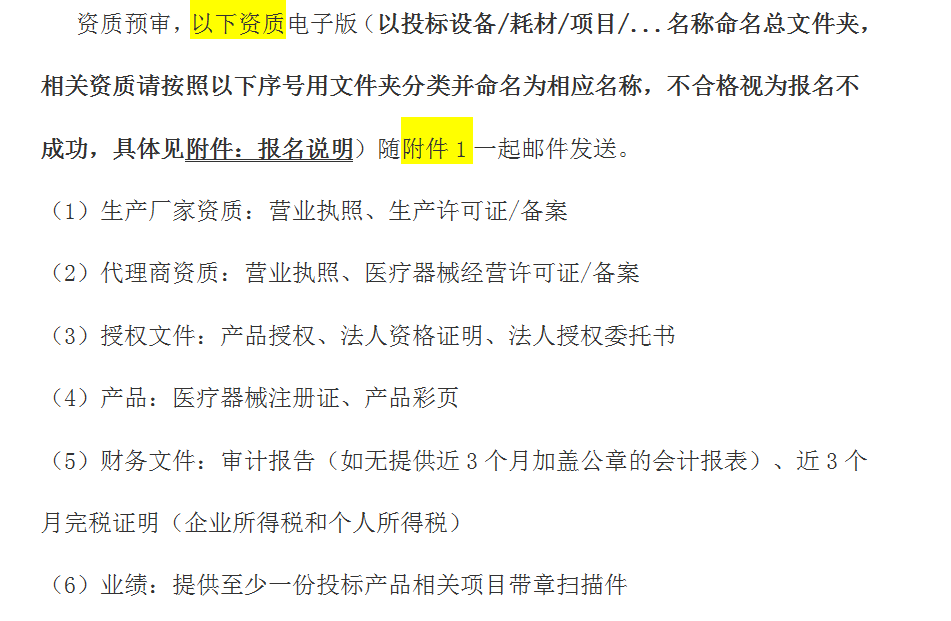 资质预审，以下资质电子版（以投标设备/耗材/项目/...名称命名总文件夹，
相关资质请按照以下序号用文件夹分类并命名为相应名称，不合格视为报名不
成功，具体见附件：报名说明）随附件 1 一起邮件发送。
（1）生产厂家资质：营业执照、生产许可证/备案
（2）代理商资质：营业执照、医疗器械经营许可证/备案
（3）授权文件：产品授权、法人资格证明、法人授权委托书
（4）产品：医疗器械注册证、产品彩页
（5）财务文件：审计报告（如无提供近 3 个月加盖公章的会计报表）、近 3 个
月完税证明（企业所得税和个人所得税）
（6）业绩：提供至少一份投标产品相关项目带章扫描件